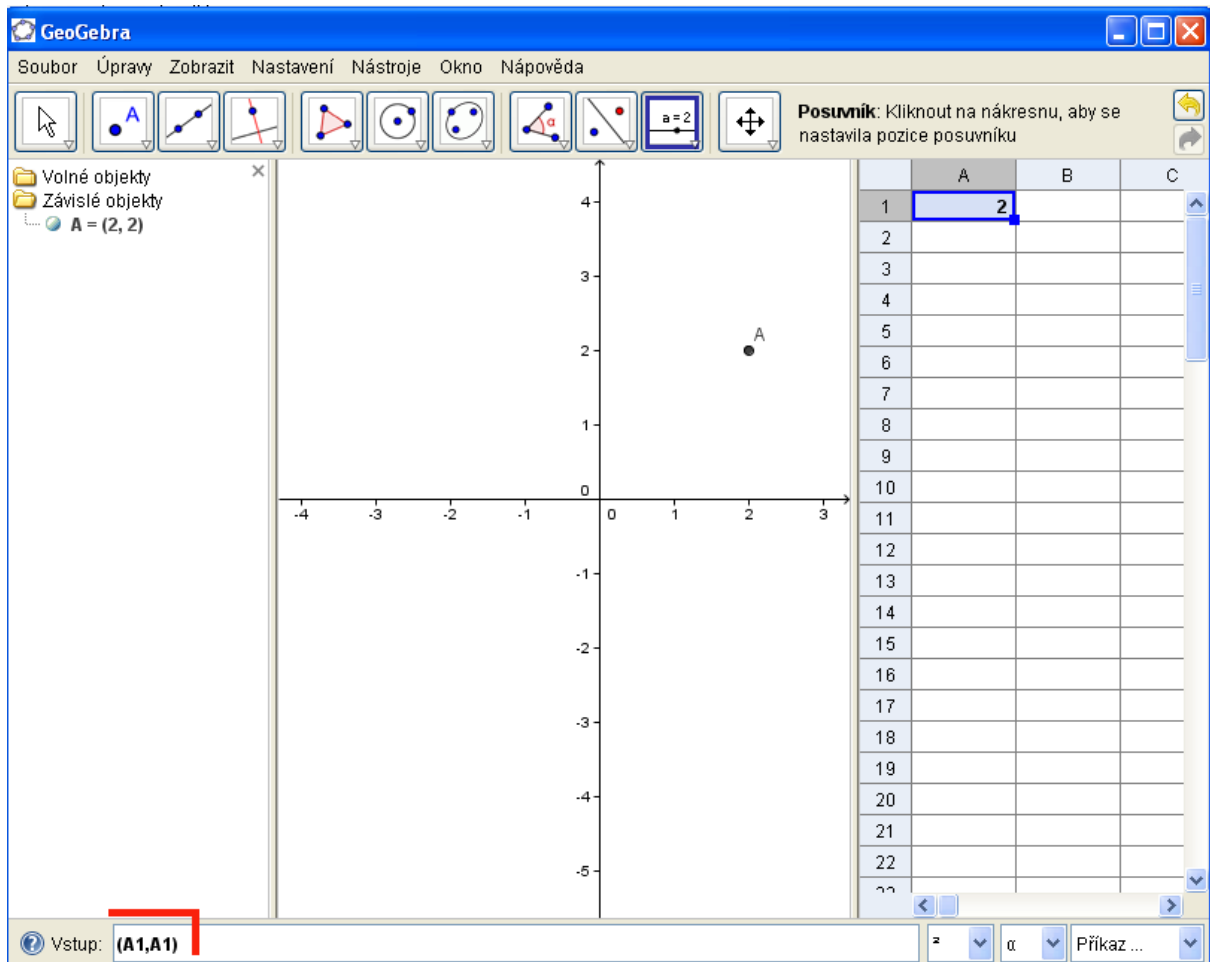 GeoGebra
Soubor Úpravy Zobrazit Nastavení Nástroje Okno Nápověda
A
α
a = 2
Posuvník: Kliknout na nákresnu, aby se
nastavila pozice posuvníku
Volné objekty
Závislé objekty
A = (2, 2)
4
3
2
1
0
-4 -3 -2 -1 0 1 2 3
-1
-2
-3
-4
-5
A
A B C
1 2
2
3
4
5
6
7
8
9
10
11
12
13
14
15
16
17
18
19
20
21
22
Vstup: (A1,A1)
² α Příkaz ...